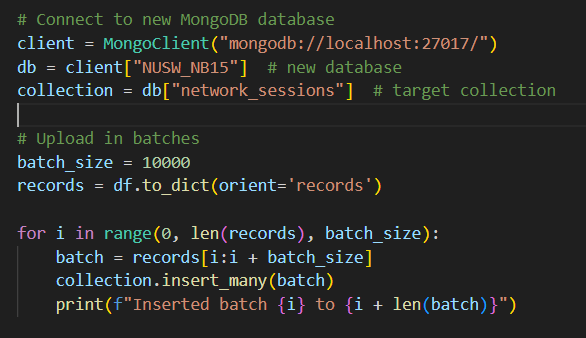 # Connect to new MongoDB database
client = MongoClient("mongodb://localhost:27017/")
db = client["NUSW_NB15"]  # new database
collection = db["network_sessions"]  # target collection
# Upload in batches
batch_size = 10000
records = df.to_dict(orient='records')
for i in range(0, len(records), batch_size):
    batch = records[i:i + batch_size]
    collection.insert_many(batch)
    print(f"Inserted batch {i} to {i + len(batch)}")